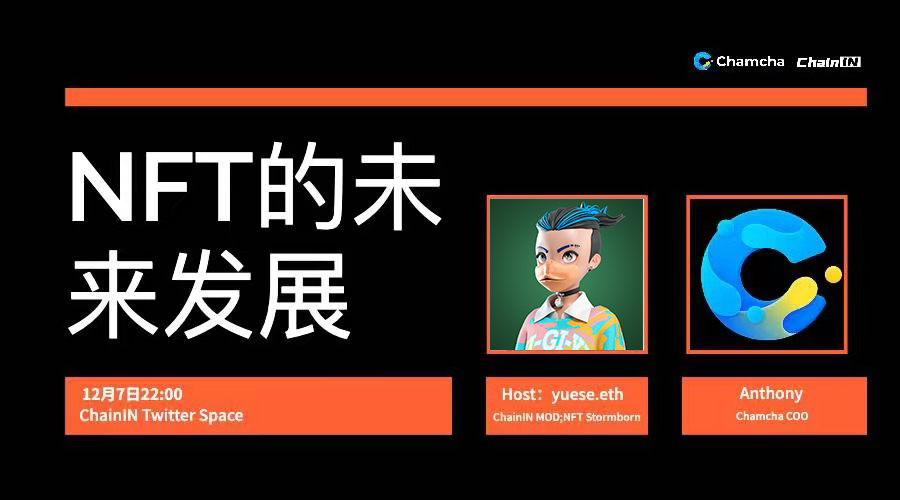 Chamcha ChainIN
NFT的未
来发展
12月7日22:00
ChainIN Twitter Space
Host：yuese.eth
ChainIN MOD;NFT Stormborn
Anthony
Chamcha COO